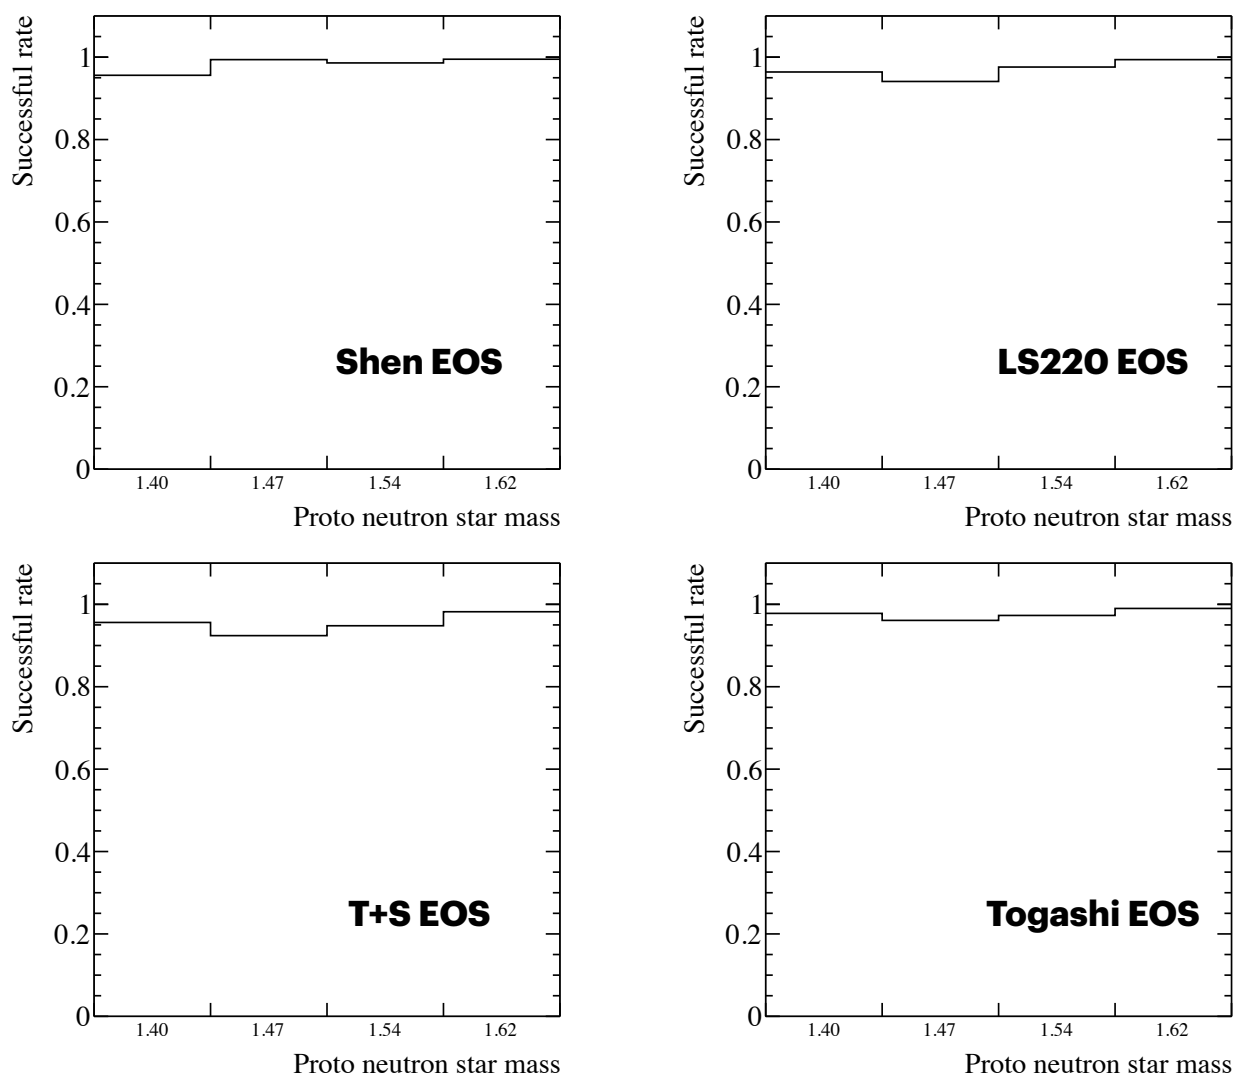 Successful rate
1
0.8
0.6
0.4
0.2
0
Shen EOS
1.40 1.47 1.54 1.62
Proto neutron star mass
Successful rate
1
0.8
0.6
0.4
0.2
0
LS220 EOS
1.40 1.47 1.54 1.62
Proto neutron star mass
Successful rate
1
0.8
0.6
0.4
0.2
0
T+S EOS
1.40 1.47 1.54 1.62
Proto neutron star mass
Successful rate
1
0.8
0.6
0.4
0.2
0
Togashi EOS
1.40 1.47 1.54 1.62
Proto neutron star mass